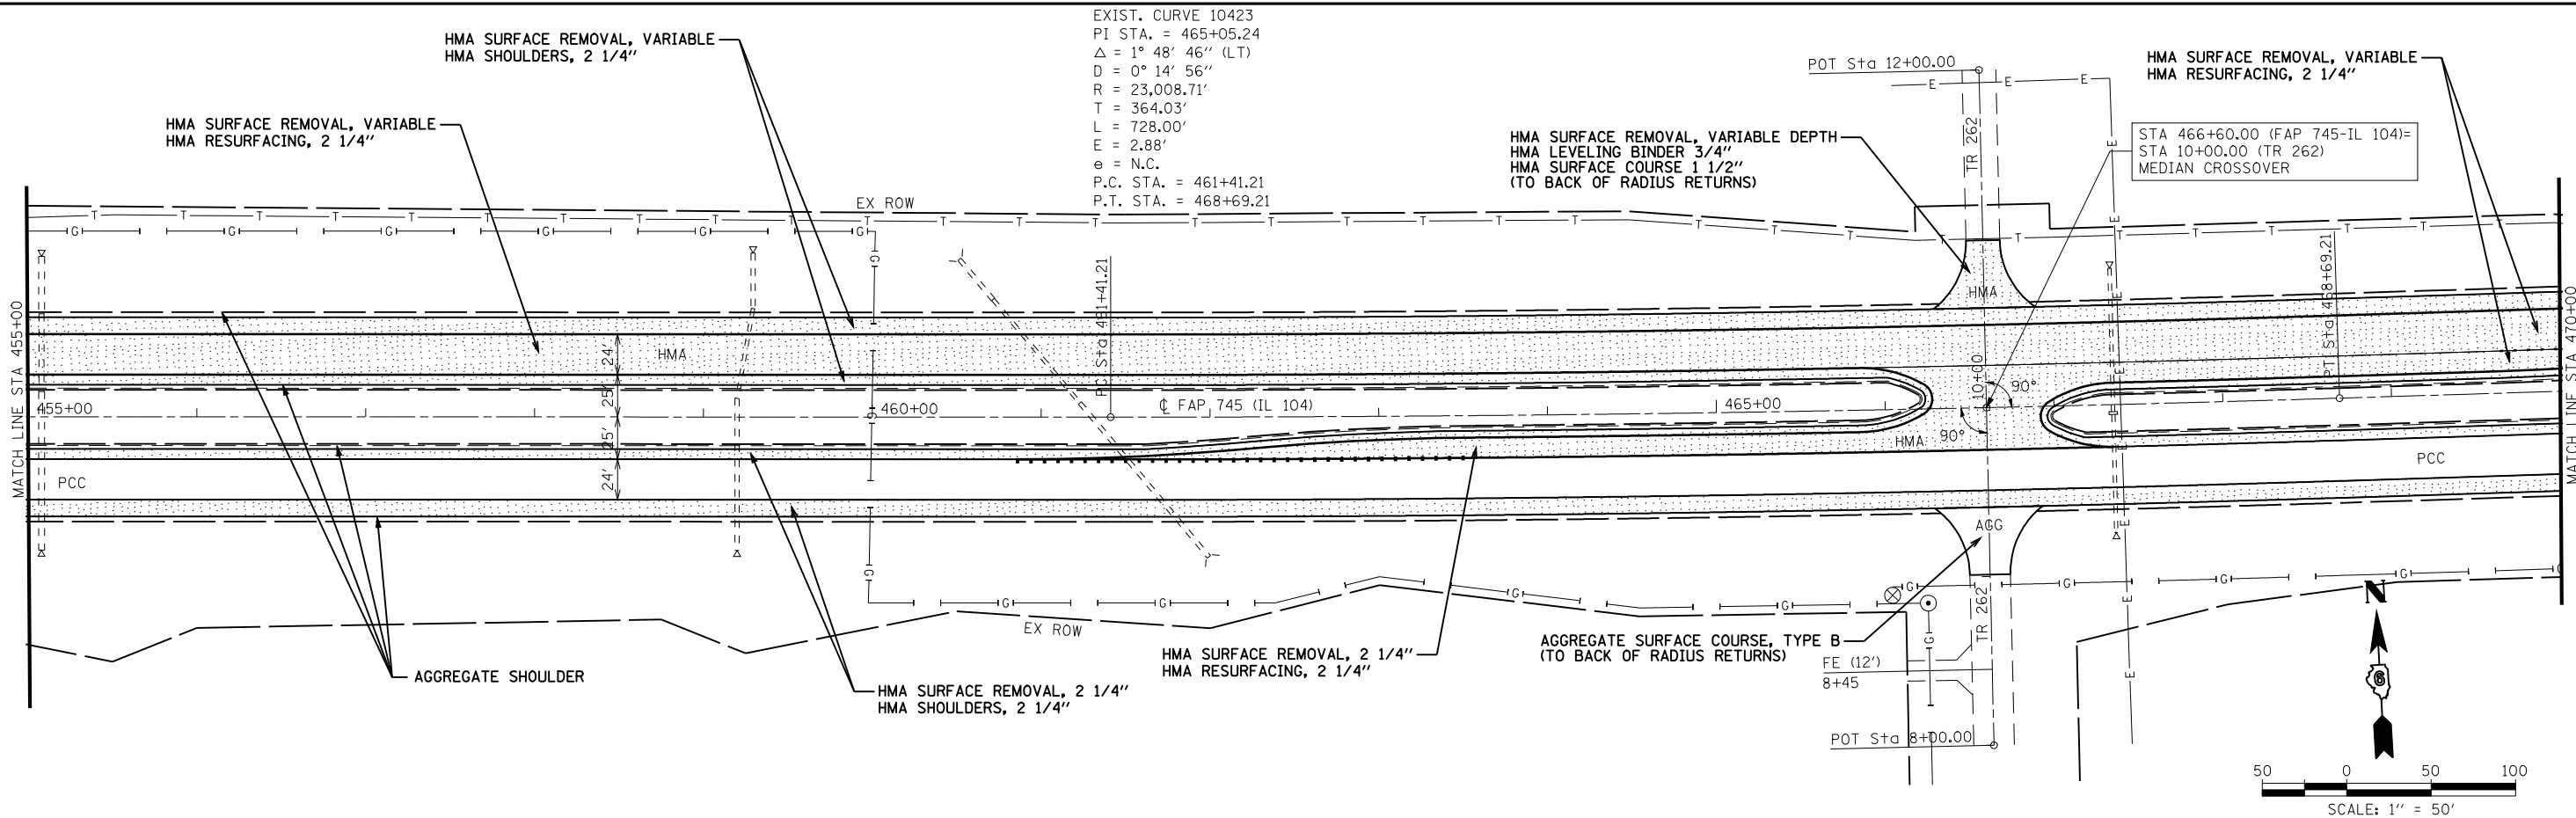 EXIST. CURVE 10423
PI STA. = 465+05.24
△ = 1° 48' 46" (LT)
D = 0° 14' 56"
R = 23,008.71'
T = 364.03'
L = 728.00'
E = 2.88'
e = N.C.
P.C. STA. = 461+41.21
P.T. STA. = 468+69.21
HMA SURFACE REMOVAL, VARIABLE
HMA SHOULDERS, 2 1/4"
HMA SURFACE REMOVAL, VARIABLE
HMA RESURFACING, 2 1/4"
HMA SURFACE REMOVAL, VARIABLE DEPTH
HMA LEVELING BINDER 3/4"
HMA SURFACE COURSE 1 1/2"
(TO BACK OF RADIUS RETURNS)
POT Sta 12+00.00
TR 262
HMA SURFACE REMOVAL, VARIABLE
HMA RESURFACING, 2 1/4"
STA 466+60.00 (FAP 745-IL 104)=
STA 10+00.00 (TR 262)
MEDIAN CROSSOVER
EX ROW
T T T T T T T T T T T T T T T T T T T T T T T T T T T T T T
G G G G G G
E E E
MATCH LINE STA 455+00
MATCH LINE STA 470+00
PC Sta 461+41.21
PT Sta 468+69.21
HMA
HMA
24'
25'
25'
24'
455+00
460+00
℄ FAP 745 (IL 104)
465+00
10+00
90°
90°
HMA
PCC
PCC
AGG
EX ROW
G G G G G G G
AGGREGATE SHOULDER
HMA SURFACE REMOVAL, 2 1/4"
HMA SHOULDERS, 2 1/4"
HMA SURFACE REMOVAL, 2 1/4"
HMA RESURFACING, 2 1/4"
AGGREGATE SURFACE COURSE, TYPE B
(TO BACK OF RADIUS RETURNS)
TR 262
FE (12')
8+45
POT Sta 8+00.00
N
6
50 0 50 100
SCALE: 1" = 50'